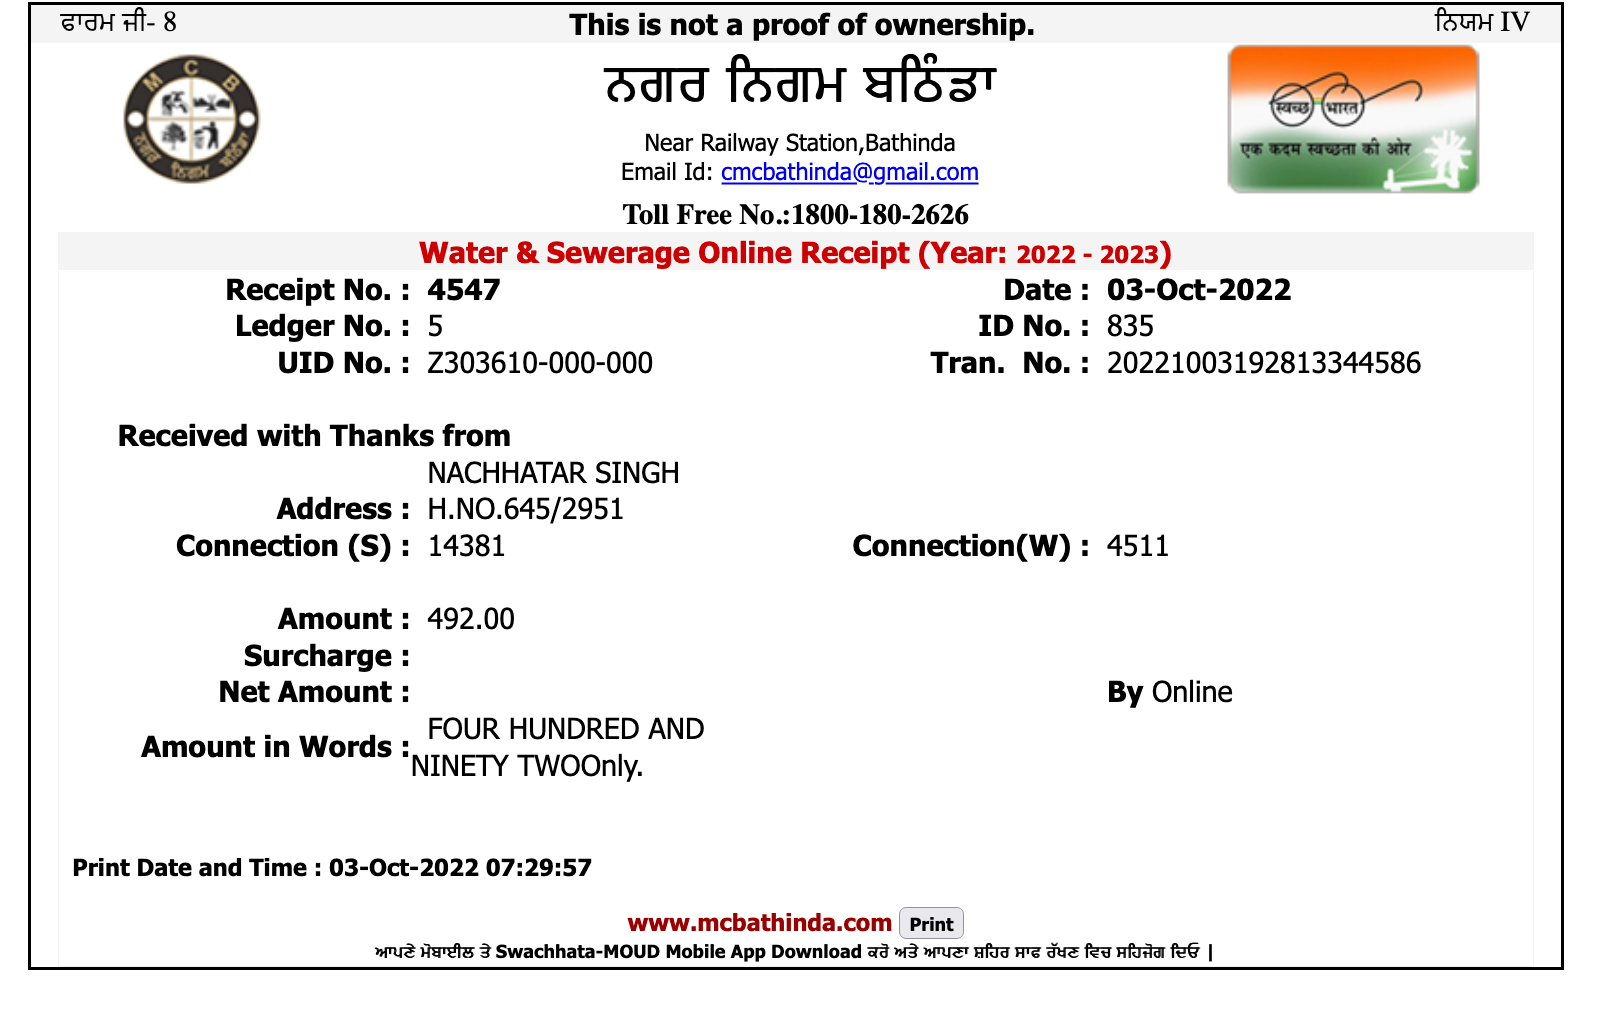 ਫਾਰਮ ਜੀ- 8
This is not a proof of ownership.
ਨਿਯਮ IV
M C B
ਨਗਰ ਨਿਗਮ ਬਠਿੰਡਾ
ਨਗਰ ਨਿਗਮ ਬਠਿੰਡਾ
स्वच्छ भारत
एक कदम स्वच्छता की ओर
Near Railway Station,Bathinda
Email Id: cmcbathinda@gmail.com
Toll Free No.:1800-180-2626
Water & Sewerage Online Receipt (Year: 2022 - 2023)
Receipt No. : 4547 Date : 03-Oct-2022
Ledger No. : 5 ID No. : 835
UID No. : Z303610-000-000 Tran. No. : 20221003192813344586
Received with Thanks from
NACHHATAR SINGH
Address : H.NO.645/2951
Connection (S) : 14381 Connection(W) : 4511
Amount : 492.00
Surcharge :
Net Amount : By Online
Amount in Words : FOUR HUNDRED AND
NINETY TWOOnly.
Print Date and Time : 03-Oct-2022 07:29:57
www.mcbathinda.com Print
ਆਪਣੇ ਮੋਬਾਈਲ ਤੇ Swachhata-MOUD Mobile App Download ਕਰੋ ਅਤੇ ਆਪਣਾ ਸ਼ਹਿਰ ਸਾਫ ਰੱਖਣ ਵਿਚ ਸਹਿਜੋਗ ਦਿਓ |